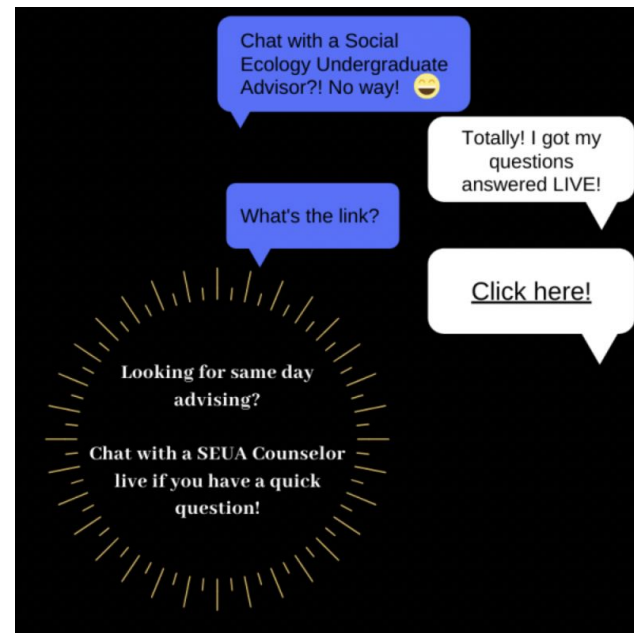 Chat with a Social
Ecology Undergraduate
Advisor?! No way! 😄
Totally! I got my
questions
answered LIVE!
What's the link?
Click here!
Looking for same day
advising?
Chat with a SEUA Counselor
live if you have a quick
question!